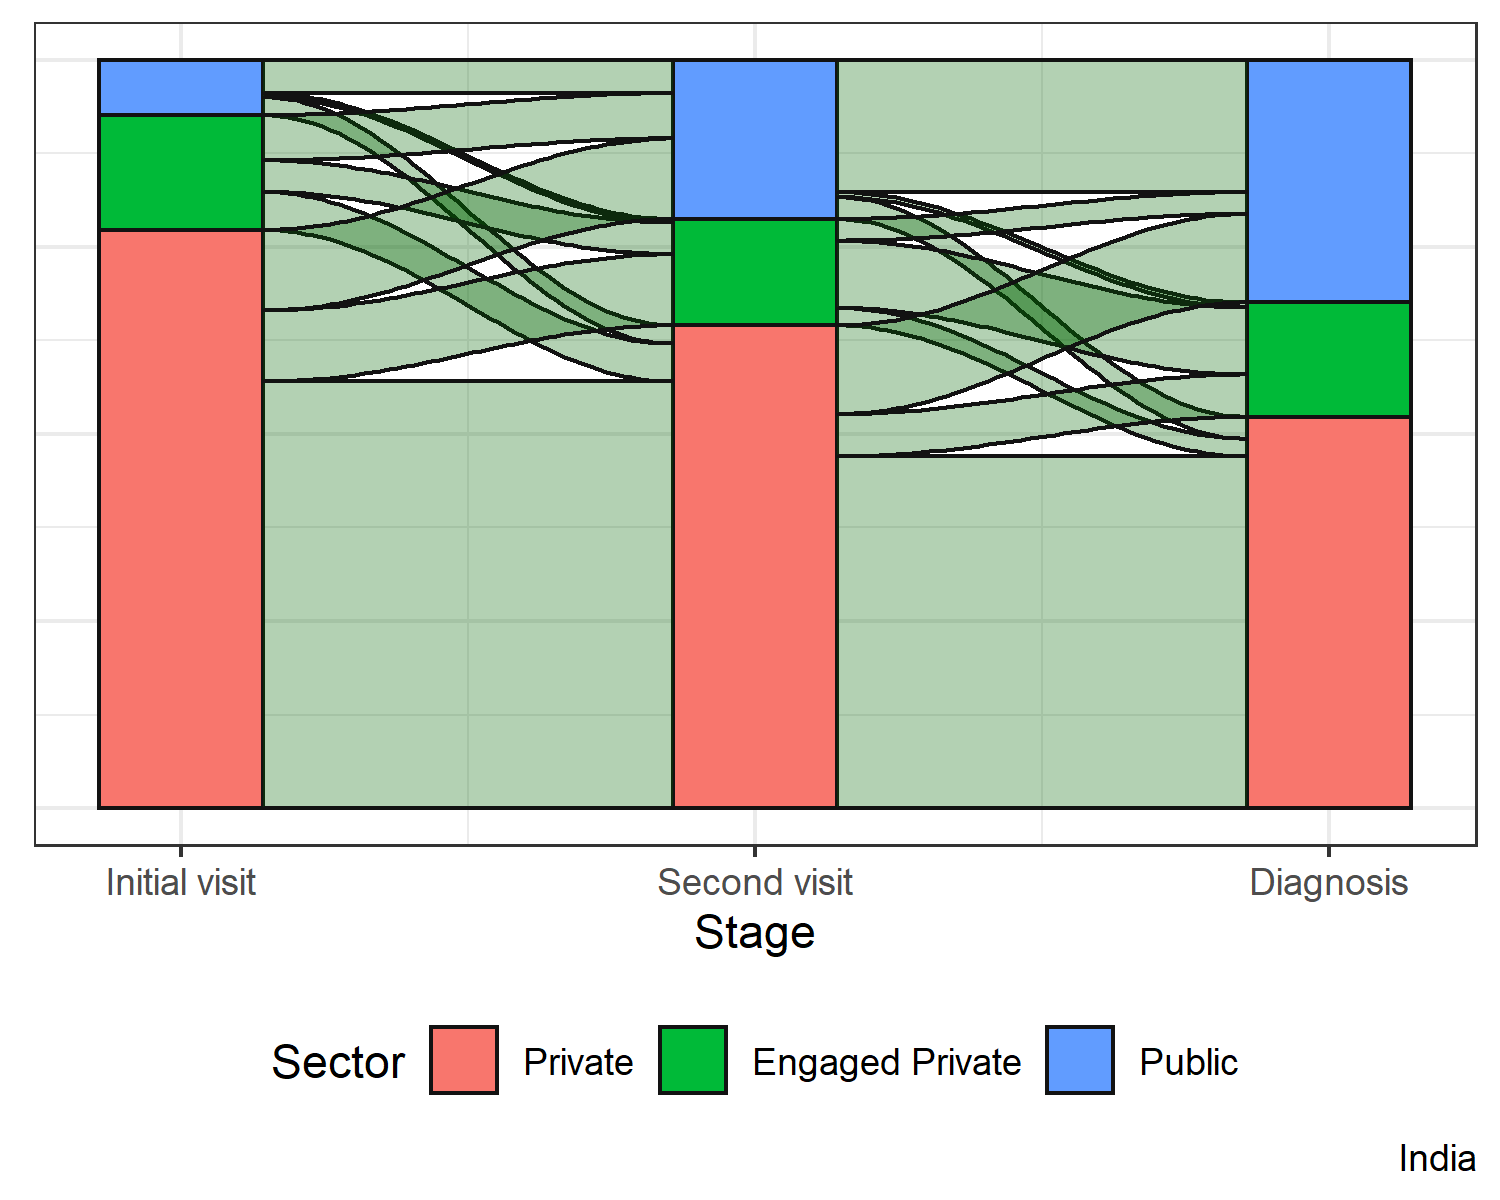 Initial visit Second visit Diagnosis
Stage
Sector Private Engaged Private Public
India